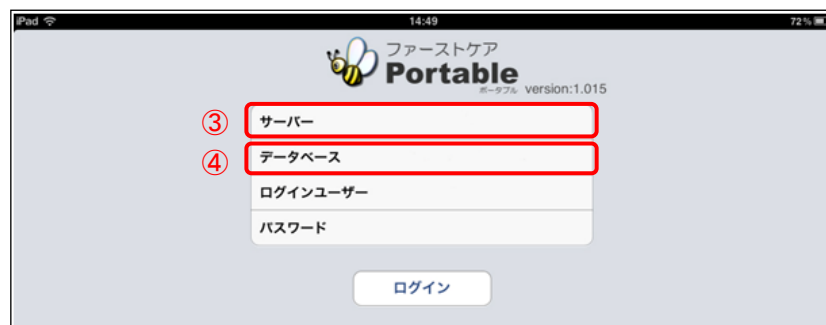 iPad 14:49 72%
ファーストケア
Portable
ポータブル version:1.015
③ サーバー
④ データベース
ログインユーザー
パスワード
ログイン